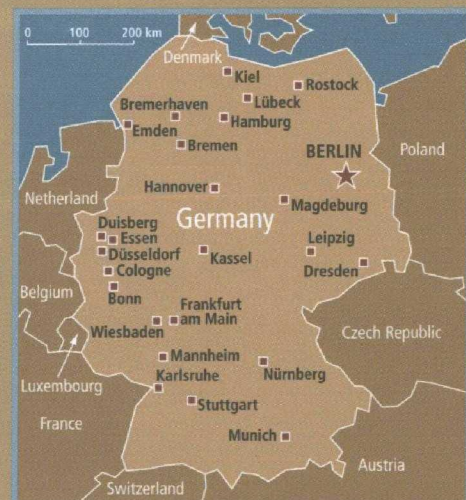 0 100 200 km
Denmark
Kiel
Rostock
Lübeck
Bremerhaven
Hamburg
Emden
Bremen
BERLIN
Poland
Hannover
Netherland
Magdeburg
Germany
Duisberg
Essen
Leipzig
Düsseldorf
Kassel
Dresden
Cologne
Belgium
Bonn
Frankfurt
am Main
Wiesbaden
Czech Republic
Mannheim
Nürnberg
Luxembourg
Karlsruhe
Stuttgart
France
Munich
Austria
Switzerland